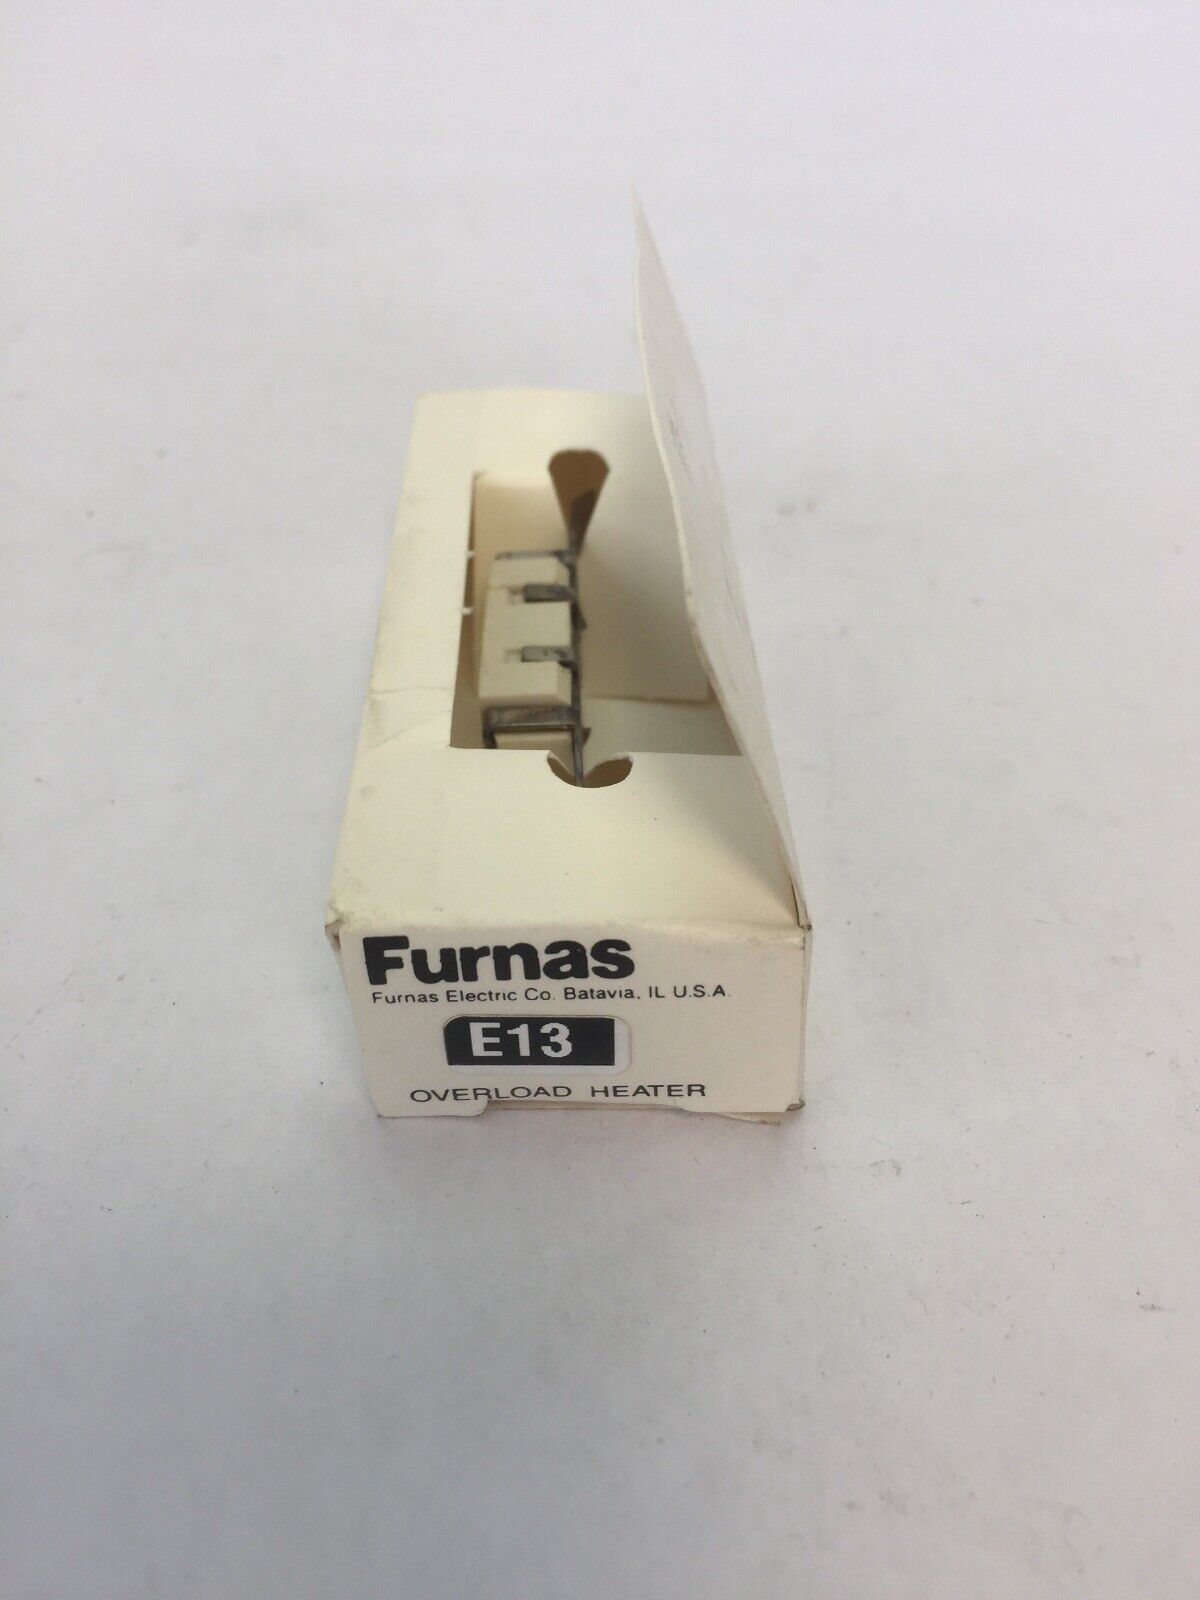 Furnas
Furnas Electric Co. Batavia, IL U.S.A.
E13
OVERLOAD HEATER